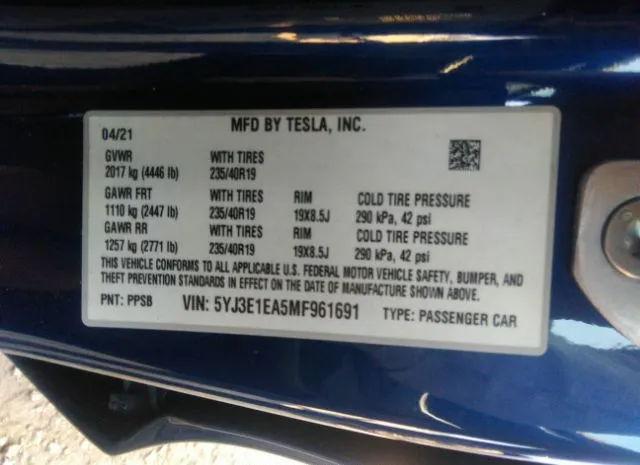 MFD BY TESLA, INC.
04/21
GVWR WITH TIRES
2017 kg (4446 lb) 235/40R19
GAWR FRT WITH TIRES RIM COLD TIRE PRESSURE
1110 kg (2447 lb) 235/40R19 19X8.5J 290 kPa, 42 psi
GAWR RR WITH TIRES RIM COLD TIRE PRESSURE
1257 kg (2771 lb) 235/40R19 19X8.5J 290 kPa, 42 psi
THIS VEHICLE CONFORMS TO ALL APPLICABLE U.S. FEDERAL MOTOR VEHICLE SAFETY, BUMPER, AND
THEFT PREVENTION STANDARDS IN EFFECT ON THE DATE OF MANUFACTURE SHOWN ABOVE.
PNT: PPSB VIN: 5YJ3E1EA5MF961691 TYPE: PASSENGER CAR